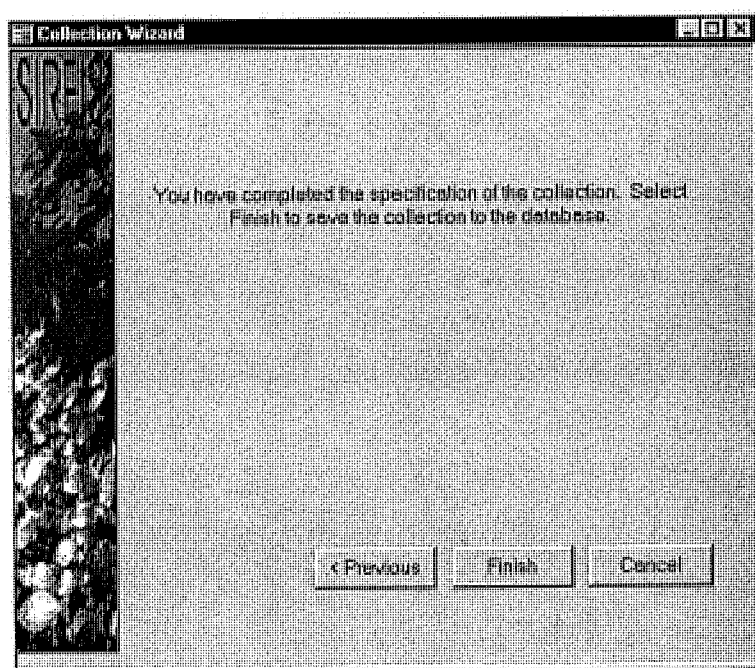 Collection Wizard
You have completed the specification of the collection. Select
Finish to save the collection to the database.
< Previous
Finish
Cancel